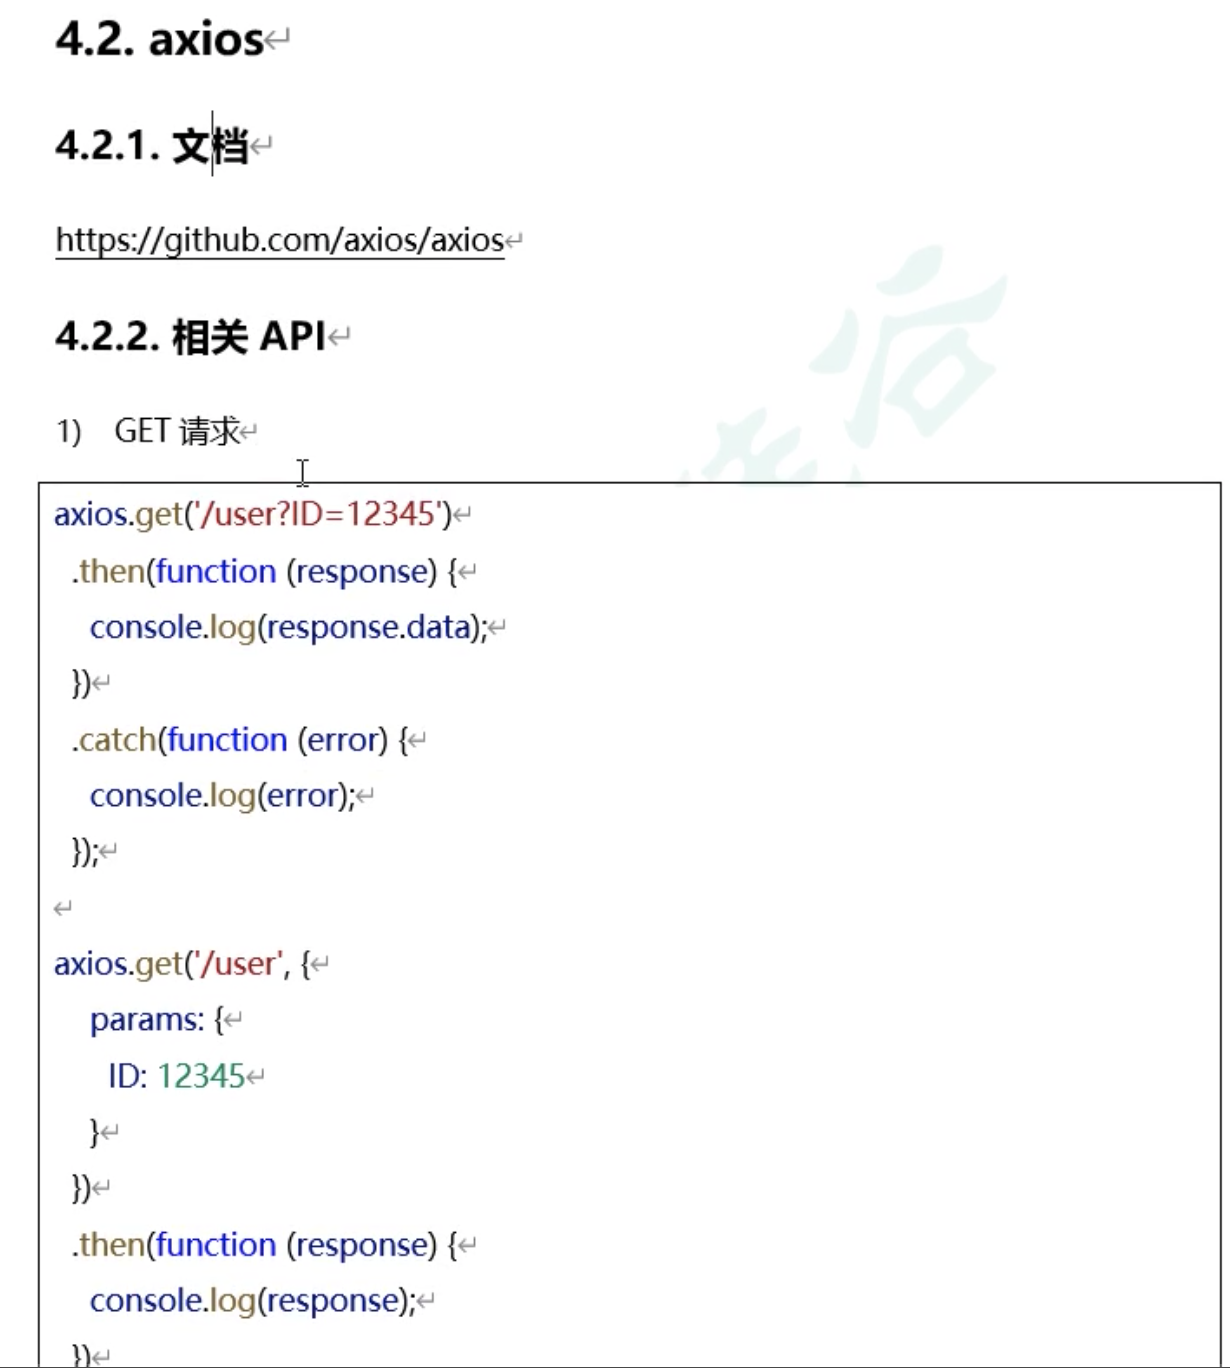 4.2. axios
4.2.1. 文档
https://github.com/axios/axios
4.2.2. 相关 API
1) GET 请求
axios.get('/user?ID=12345')
.then(function (response) {
console.log(response.data);
})
.catch(function (error) {
console.log(error);
});
axios.get('/user', {
params: {
ID: 12345
}
})
.then(function (response) {
console.log(response);
})
谷